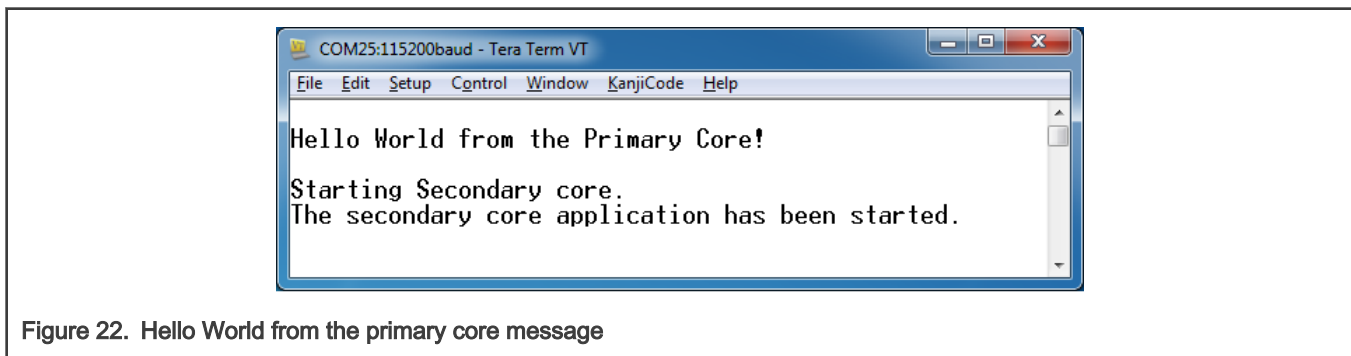 COM25:115200baud - Tera Term VT
File Edit Setup Control Window KanjiCode Help
Hello World from the Primary Core!
Starting Secondary core.
The secondary core application has been started.
Figure 22. Hello World from the primary core message